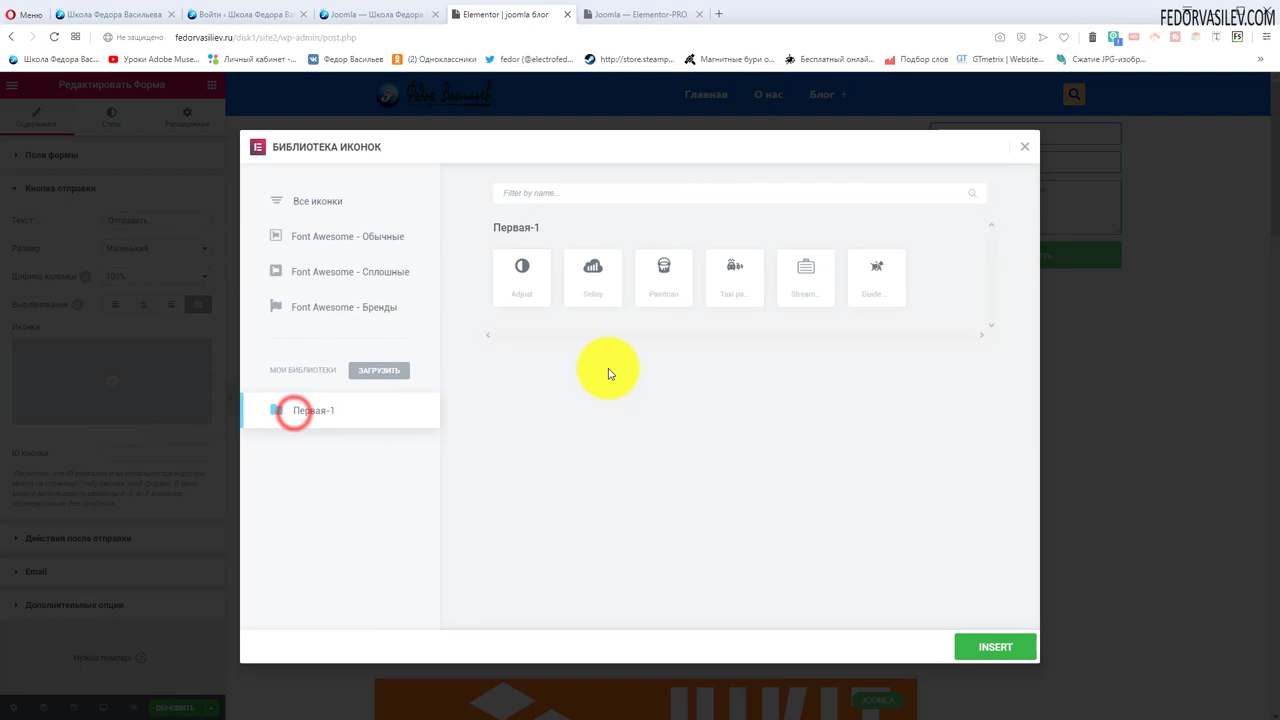 Меню
Школа Федора Васильева
Войти ‹ Школа Федора Ва
Joomla — Школа Федора
Elementor | joomla блог
Joomla — Elementor-PRO
FEDORVASILEV.COM
Не защищено
fedorvasiliev.ru/disk1/site2/wp-admin/post.php
Школа Федора Вас...
Уроки Adobe Muse...
Личный кабинет -...
Федор Васильев
(2) Одноклассники
fedor (@electrofed...
http://store.steamp...
Магнитные бури о...
Бесплатный онлай...
Подбор слов
GTmetrix | Website...
Сжатие JPG-изобр...
Редактировать Форма
Федор Васильев
Главная
О нас
Блог
Содержимое
Стиль
Расширенные
Поля формы
Кнопка отправки
Текст
Отправить
Размер
Маленький
Ширина колонки
100%
Выравнивание
Иконка
ID кнопки
Действия после отправки
Email
Дополнительные опции
Нужна помощь
ОБНОВИТЬ
БИБЛИОТЕКА ИКОНОК
Все иконки
Font Awesome - Обычные
Font Awesome - Сплошные
Font Awesome - Бренды
МОИ БИБЛИОТЕКИ
ЗАГРУЗИТЬ
Первая-1
Filter by name...
Первая-1
Adjust
Sellsy
Paintcan
Taxi pa...
Stream...
Guide ...
INSERT
JOOMLA